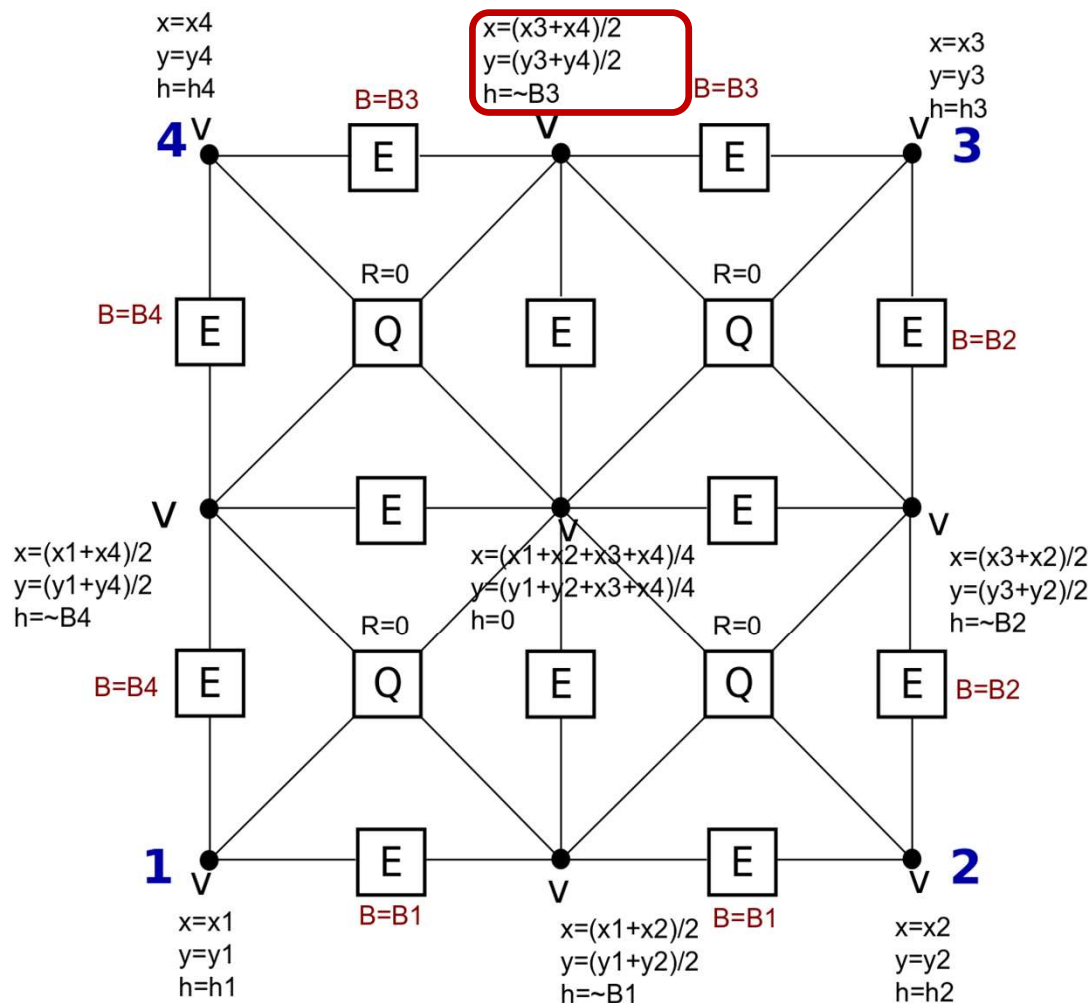 x=x4
y=y4
h=h4
x=(x3+x4)/2
y=(y3+y4)/2
h=~B3
x=x3
y=y3
h=h3
B=B3
B=B3
V
V
V
4
3
E
E
R=0
R=0
B=B4
E
Q
E
Q
E
B=B2
E
E
V
V
V
x=(x1+x4)/2
y=(y1+y4)/2
h=~B4
x=(x1+x2+x3+x4)/4
y=(y1+y2+x3+x4)/4
h=0
x=(x3+x2)/2
y=(y3+y2)/2
h=~B2
R=0
R=0
B=B4
E
Q
E
Q
E
B=B2
1
E
E
2
V
V
V
B=B1
B=B1
x=x1
y=y1
h=h1
x=(x1+x2)/2
y=(y1+y2)/2
h=~B1
x=x2
y=y2
h=h2